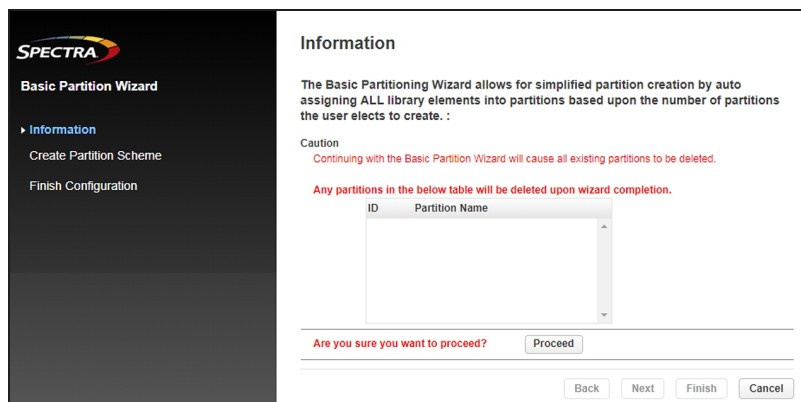 SPECTRA
Basic Partition Wizard
Information
Create Partition Scheme
Finish Configuration
Information
The Basic Partitioning Wizard allows for simplified partition creation by auto
assigning ALL library elements into partitions based upon the number of partitions
the user elects to create. :
Caution
Continuing with the Basic Partition Wizard will cause all existing partitions to be deleted.
Any partitions in the below table will be deleted upon wizard completion.
ID Partition Name
Are you sure you want to proceed? Proceed
Back Next Finish Cancel